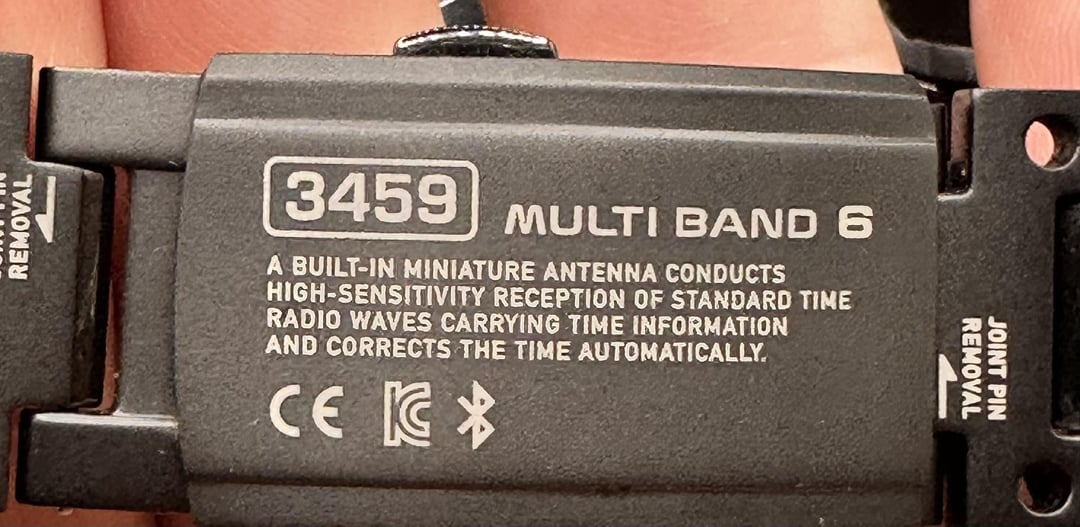 3459 MULTI BAND 6
A BUILT-IN MINIATURE ANTENNA CONDUCTS
HIGH-SENSITIVITY RECEPTION OF STANDARD TIME
RADIO WAVES CARRYING TIME INFORMATION
AND CORRECTS THE TIME AUTOMATICALLY.
CE
REMOVAL
JOINT PIN
REMOVAL